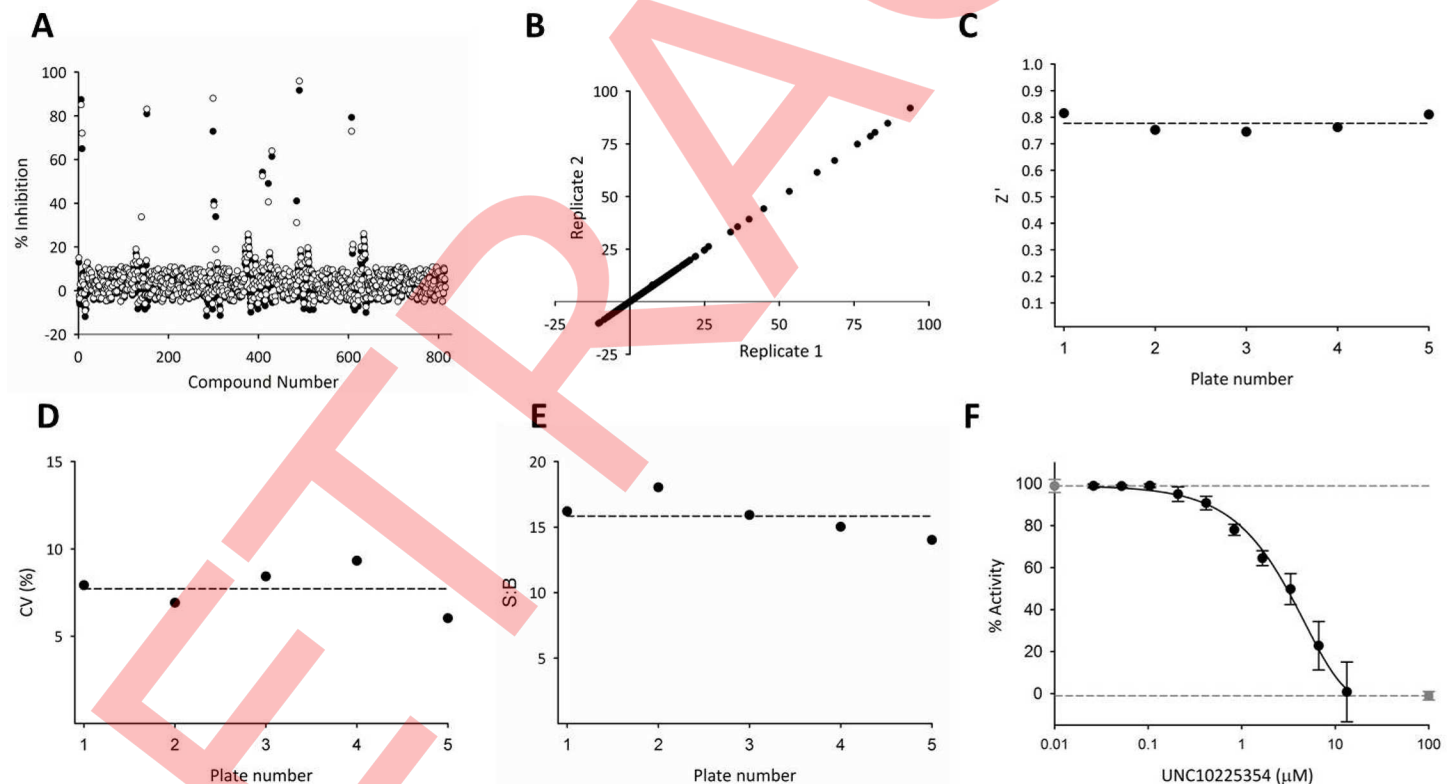 A
% Inhibition
100
80
60
40
20
0
-20
0 200 400 600 800
Compound Number
B
Replicate 2
100
75
50
25
-25
-25 25 50 75 100
Replicate 1
C
Z'
1.0
0.9
0.8
0.7
0.6
0.5
0.4
0.3
0.2
0.1
1 2 3 4 5
Plate number
D
CV (%)
15
10
5
1 2 3 4 5
Plate number
E
S:B
20
15
10
5
1 2 3 4 5
Plate number
F
% Activity
100
80
60
40
20
0
0.01 0.1 1 10 100
UNC10225354 (μM)
ETRA